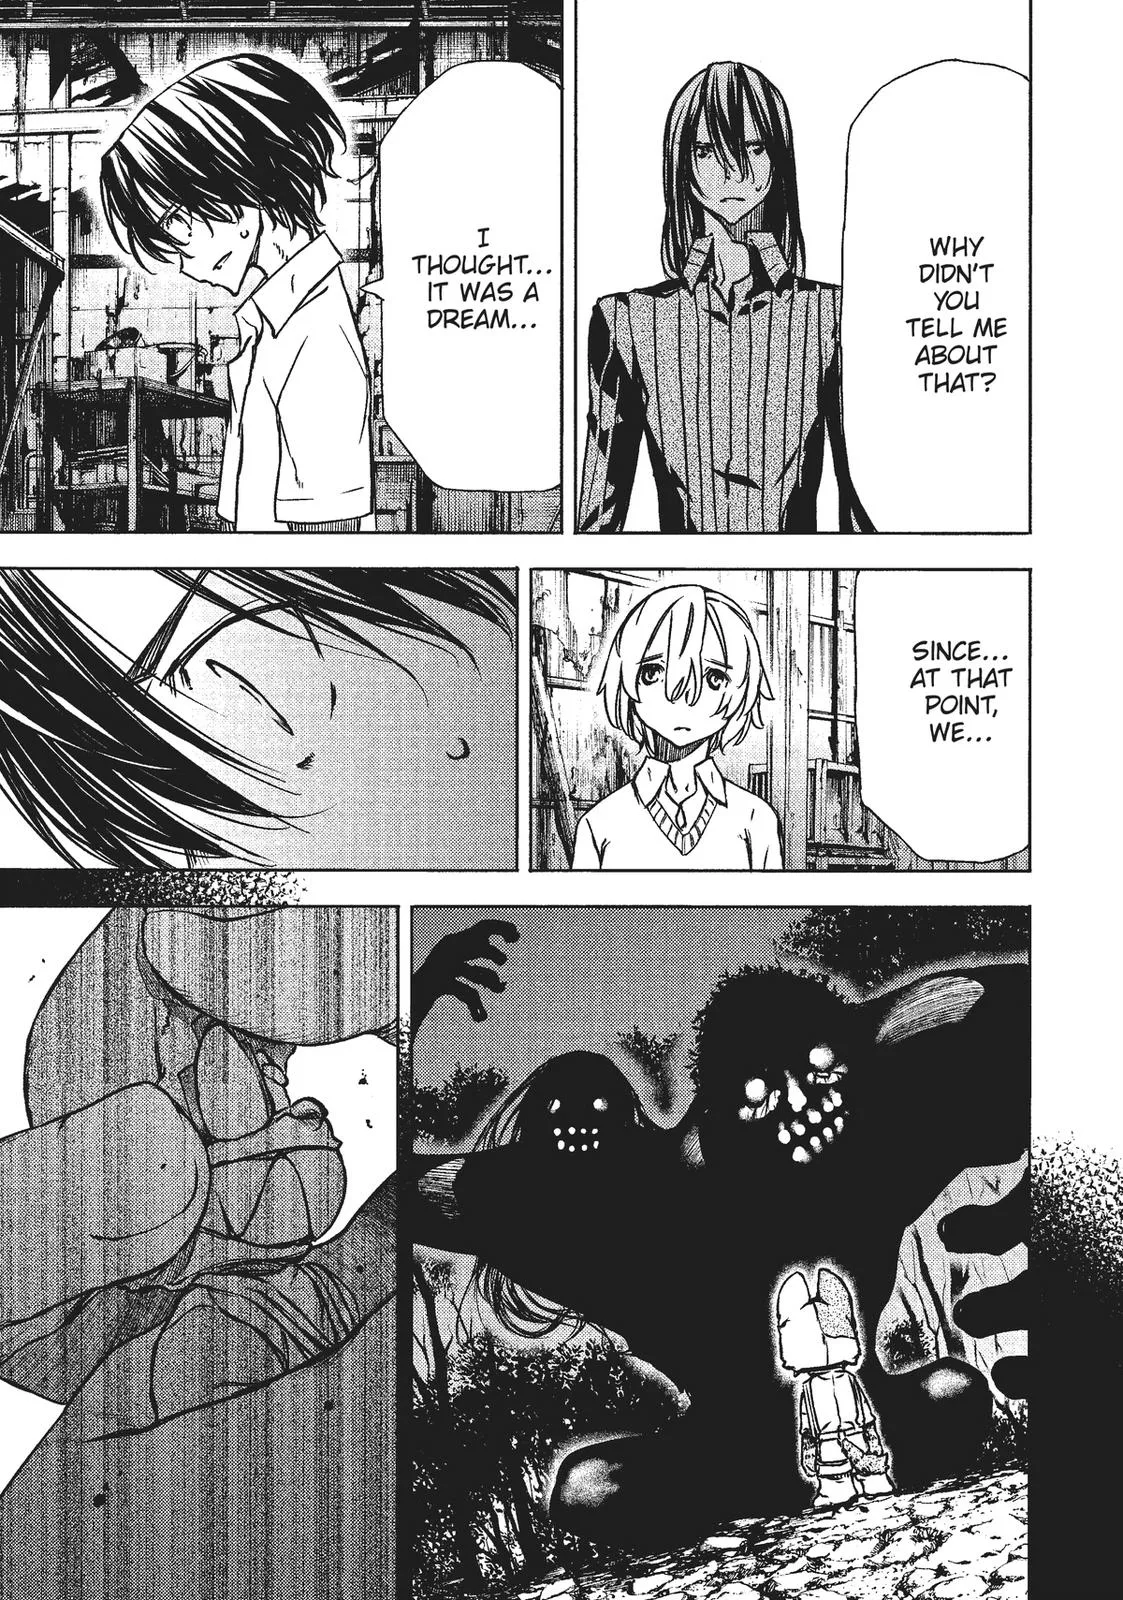 WHY
DIDN'T
YOU
TELL ME
ABOUT
THAT?
I
THOUGHT...
IT WAS A
DREAM...
SINCE...
AT THAT
POINT,
WE...